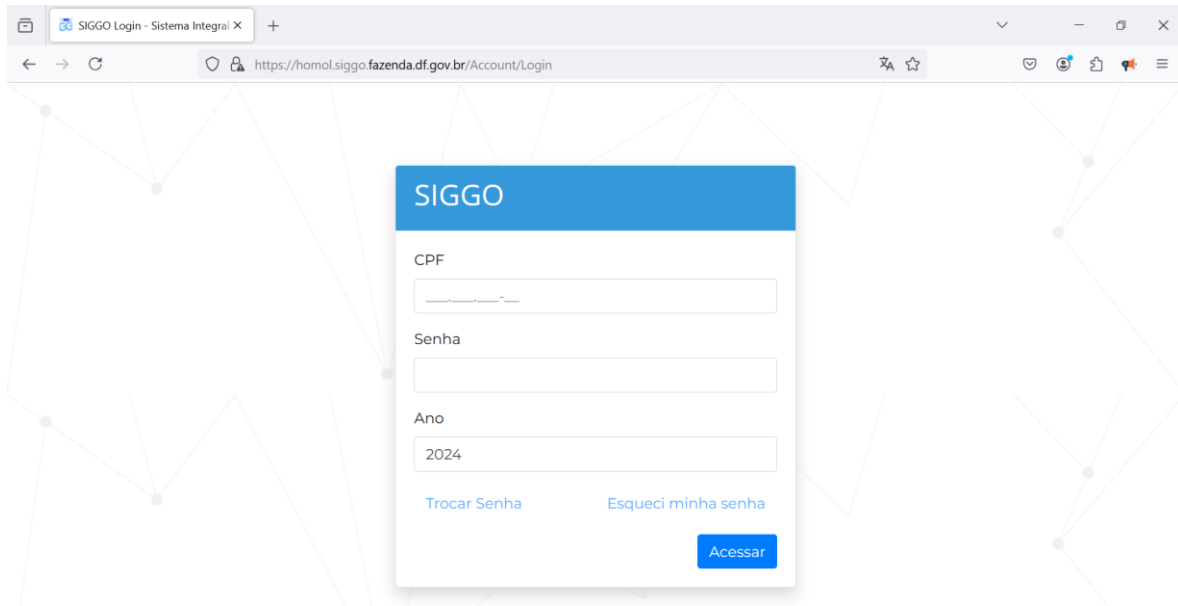 SIGGO Login - Sistema Integral
https://homol.siggo.fazenda.df.gov.br/Account/Login
SIGGO
CPF
___.___.___-__
Senha
Ano
2024
Trocar Senha Esqueci minha senha
Acessar